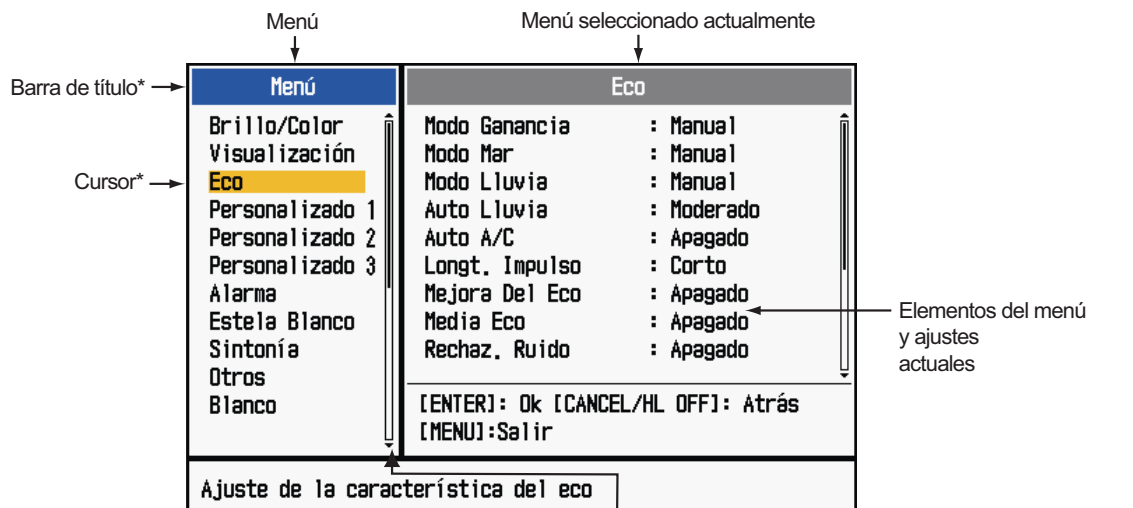 Menú
Menú seleccionado actualmente
Barra de título*
Menú
Eco
Brillo/Color
Visualización
Cursor*
Eco
Personalizado 1
Personalizado 2
Personalizado 3
Alarma
Estela Blanco
Sintonía
Otros
Blanco
Modo Ganancia : Manual
Modo Mar : Manual
Modo Lluvia : Manual
Auto Lluvia : Moderado
Auto A/C : Apagado
Longt. Impulso : Corto
Mejora Del Eco : Apagado
Media Eco : Apagado
Rechaz. Ruido : Apagado
Elementos del menú
y ajustes
actuales
[ENTER]: Ok [CANCEL/HL OFF]: Atrás
[MENU]:Salir
Ajuste de la característica del eco